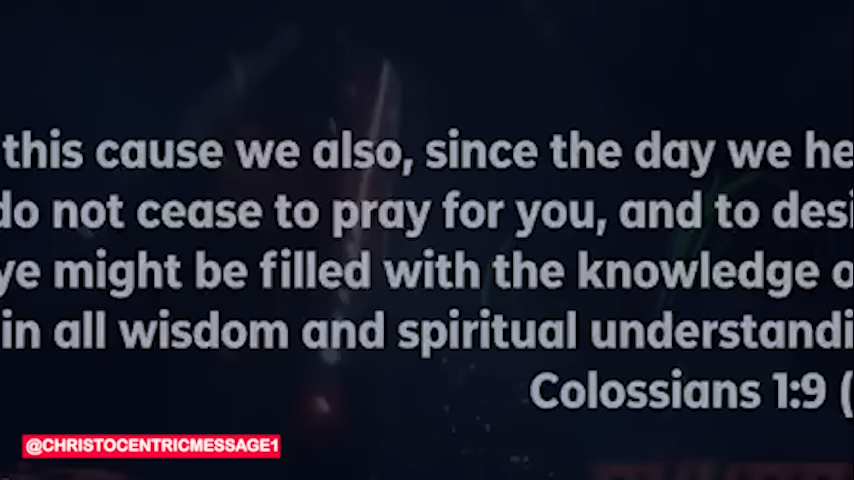 this cause we also, since the day we he
do not cease to pray for you, and to desi
ye might be filled with the knowledge o
in all wisdom and spiritual understandi
Colossians 1:9 (
@CHRISTOCENTRICMESSAGE1